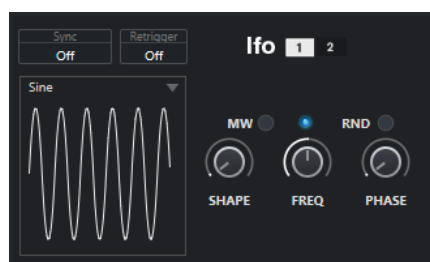 Sync
Retrigger
lfo 1 2
Off
Off
Sine
MW
RND
SHAPE
FREQ
PHASE